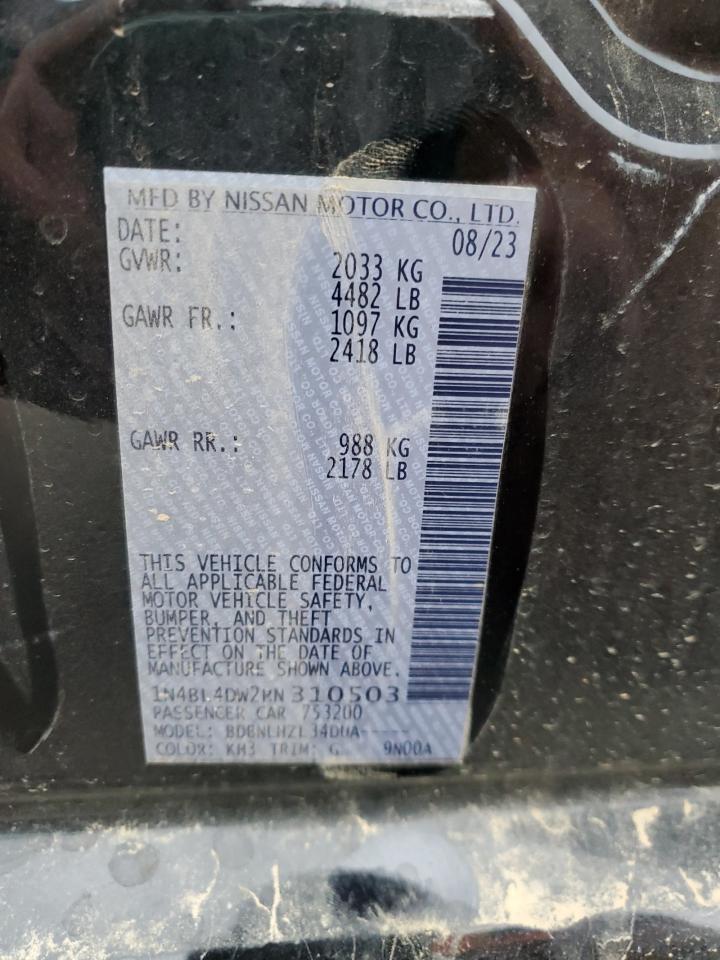 MFD BY NISSAN MOTOR CO., LTD.
DATE: 08/23
GVWR: 2033 KG
4482 LB
GAWR FR.: 1097 KG
2418 LB
GAWR RR.: 988 KG
2178 LB
THIS VEHICLE CONFORMS TO
ALL APPLICABLE FEDERAL
MOTOR VEHICLE SAFETY,
BUMPER, AND THEFT
PREVENTION STANDARDS IN
EFFECT ON THE DATE OF
MANUFACTURE SHOWN ABOVE.
310503
PASSENGER CAR 753200
MODEL:
COLOR: KH3 TRIM: G 9N00A